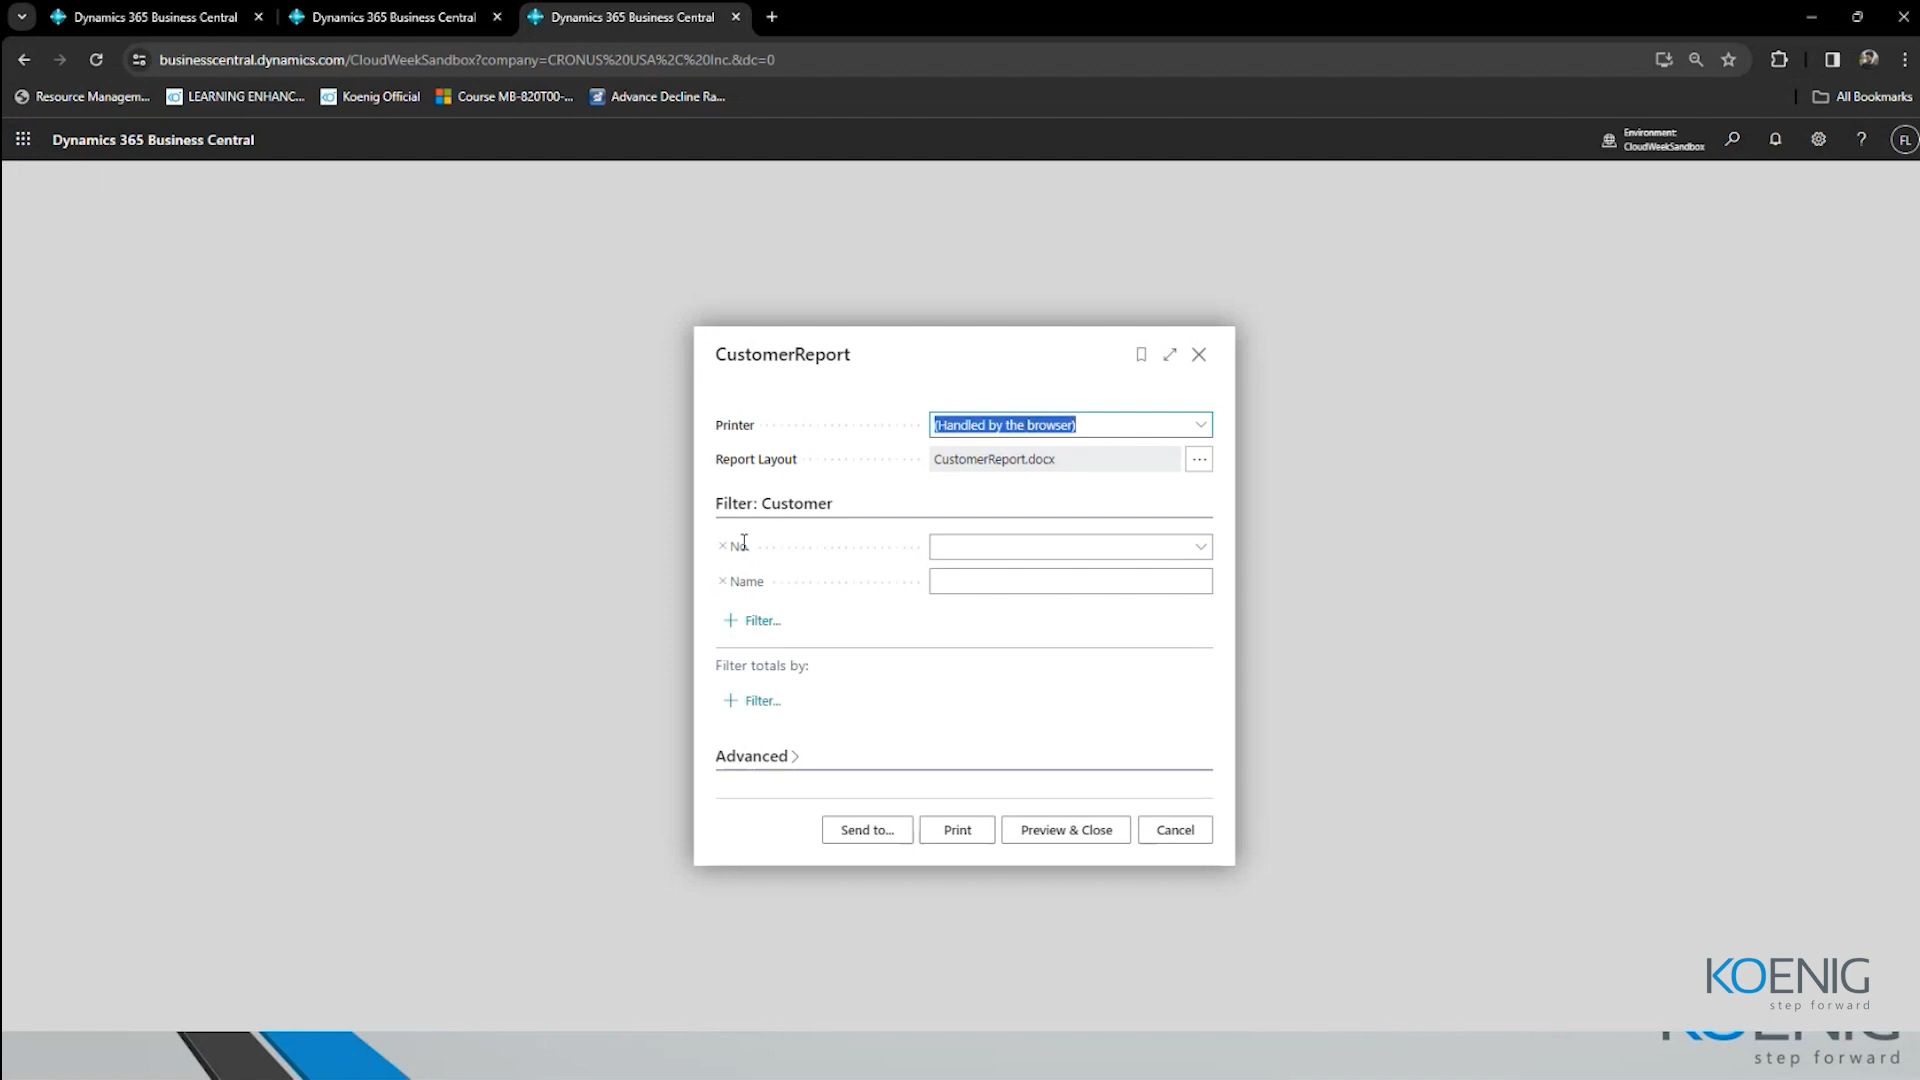 Dynamics 365 Business Central
Dynamics 365 Business Central
Dynamics 365 Business Central
businesscentral.dynamics.com/CloudWeekSandbox?company=CRONUS%20USA%2C%20Inc.&dc=0
Resource Managem...
LEARNING ENHANC...
Koenig Official
Course MB-820T00-...
Advance Decline Ra...
All Bookmarks
Dynamics 365 Business Central
Environment:
CloudWeekSandbox
FL
CustomerReport
Printer
(Handled by the browser)
Report Layout
CustomerReport.docx
Filter: Customer
No.
Name
Filter...
Filter totals by:
Filter...
Advanced
Send to...
Print
Preview & Close
Cancel
KOENIG
step forward
KOENIG
step forward